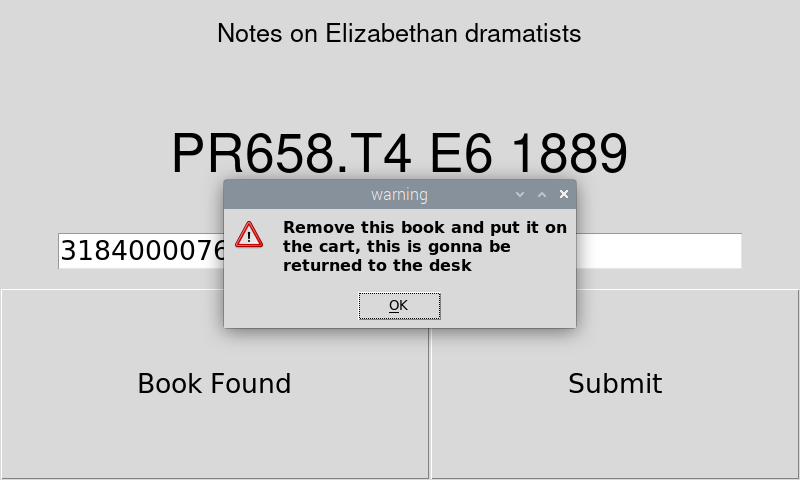 Notes on Elizabethan dramatists
PR658.T4 E6 1889
warning
3184000076
Remove this book and put it on
the cart, this is gonna be
returned to the desk
OK
Book Found
Submit